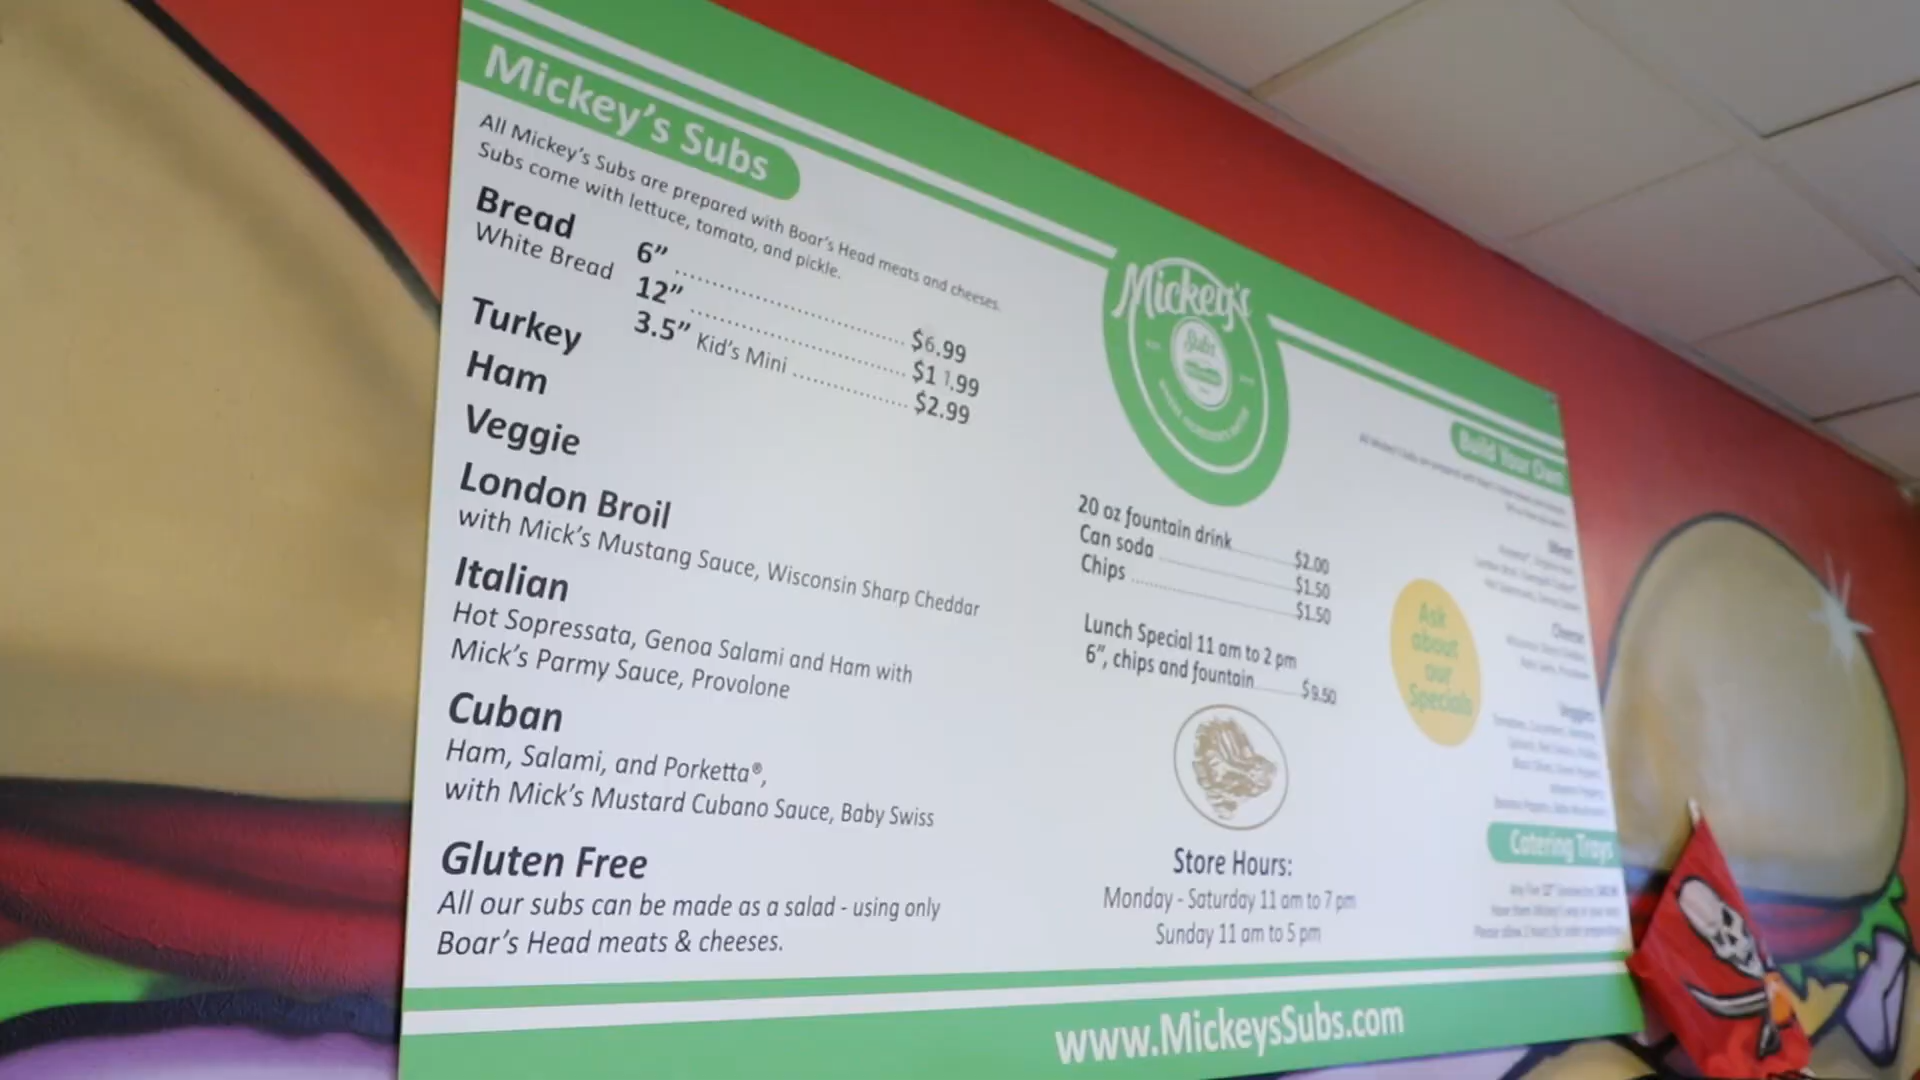 Mickey's Subs
All Mickey's Subs are prepared with Boar's Head meats and cheeses.
Subs come with lettuce, tomato, and pickle.
Bread
White Bread
6” ........ $6.99
12” ........ $11.99
3.5” Kid's Mini ........ $2.99
Turkey
Ham
Veggie
London Broil
with Mick's Mustang Sauce, Wisconsin Sharp Cheddar
Italian
Hot Sopressata, Genoa Salami and Ham with
Mick's Parmy Sauce, Provolone
Cuban
Ham, Salami, and Porketta®,
with Mick's Mustard Cubano Sauce, Baby Swiss
Gluten Free
All our subs can be made as a salad - using only
Boar's Head meats & cheeses.
Mickey's
Subs
20 oz fountain drink ........ $2.00
Can soda ........ $1.50
Chips ........ $1.50
Lunch Special 11 am to 2 pm
6”, chips and fountain ........ $9.50
Store Hours:
Monday - Saturday 11 am to 7 pm
Sunday 11 am to 5 pm
Ask
about
our
Specials
Build Your Own
Meat
Cheese
Veggies
Catering Trays
www.MickeysSubs.com